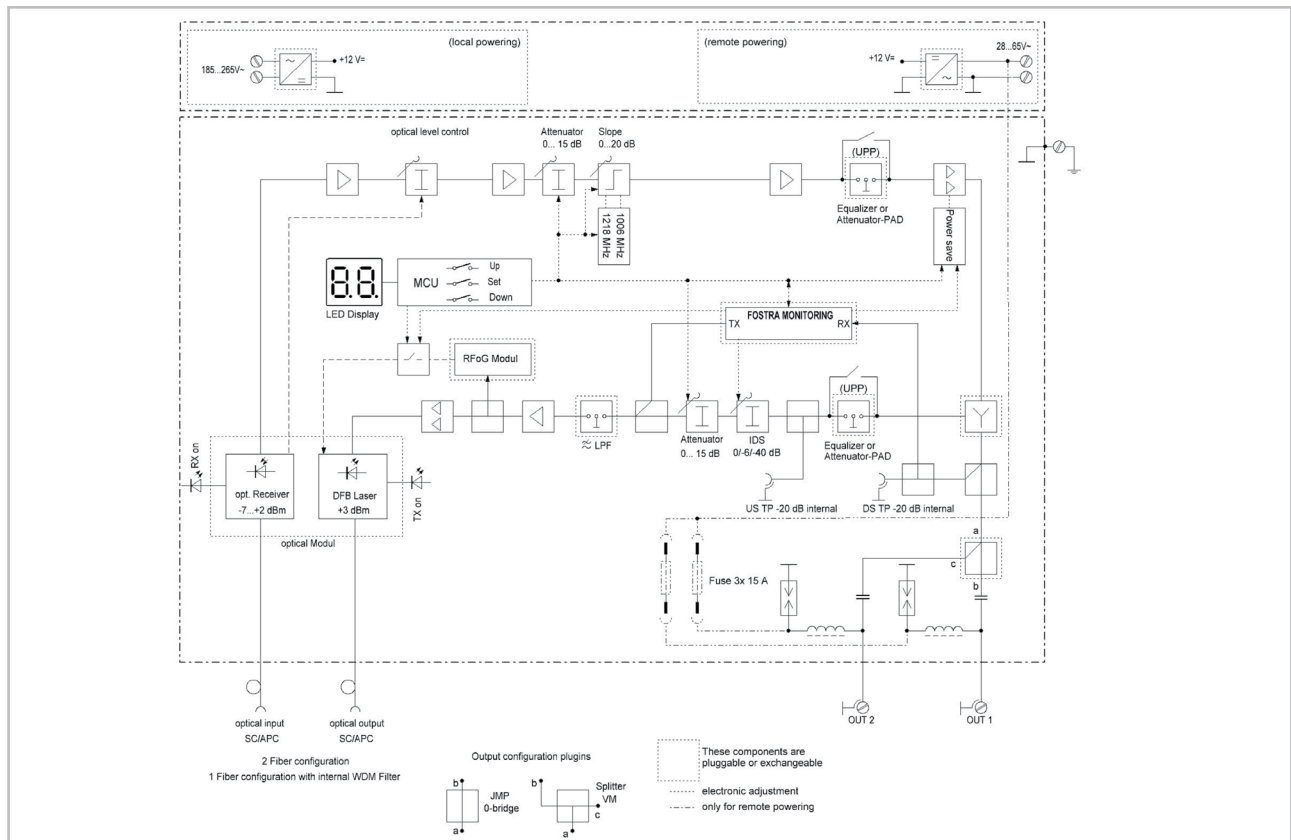 (local powering)
(remote powering)
28...65V~
185...265V~
+12 V=
+12 V=
optical level control
Attenuator
0... 15 dB
Slope
0...20 dB
(UPP)
Equalizer or
Attenuator-PAD
1218 MHz
1006 MHz
Power save
LED Display
8.8.
MCU
Up
Set
Down
FOSTRA MONITORING
TX
RX
RFoG Modul
(UPP)
LPF
Attenuator
0... 15 dB
IDS
0/-6/-40 dB
Equalizer or
Attenuator-PAD
RX on
opt. Receiver
-7...+2 dBm
DFB Laser
+3 dBm
TX on
optical Modul
US TP -20 dB internal
DS TP -20 dB internal
a
c
b
Fuse 3x 15 A
OUT 2
OUT 1
optical input
SC/APC
optical output
SC/APC
2 Fiber configuration
1 Fiber configuration with internal WDM Filter
Output configuration plugins
b
JMP
0-bridge
a
b
Splitter
VM
c
a
These components are
pluggable or exchangeable
electronic adjustment
only for remote powering